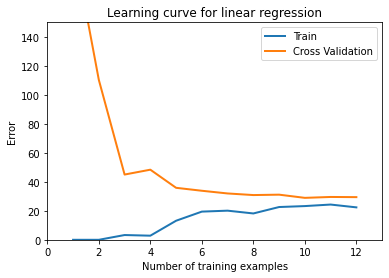 Learning curve for linear regression
Train
Cross Validation
Error
140
120
100
80
60
40
20
0
0 2 4 6 8 10 12
Number of training examples